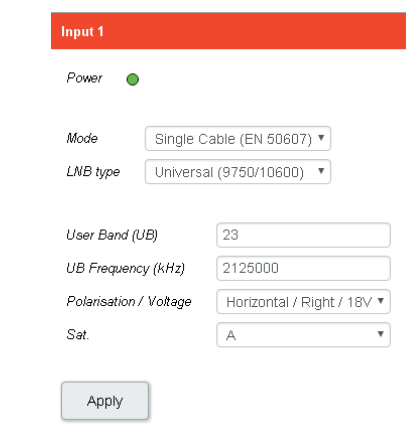 Input 1
Power
Mode Single Cable (EN 50607)
LNB type Universal (9750/10600)
User Band (UB) 23
UB Frequency (kHz) 2125000
Polarisation / Voltage Horizontal / Right / 18V
Sat. A
Apply